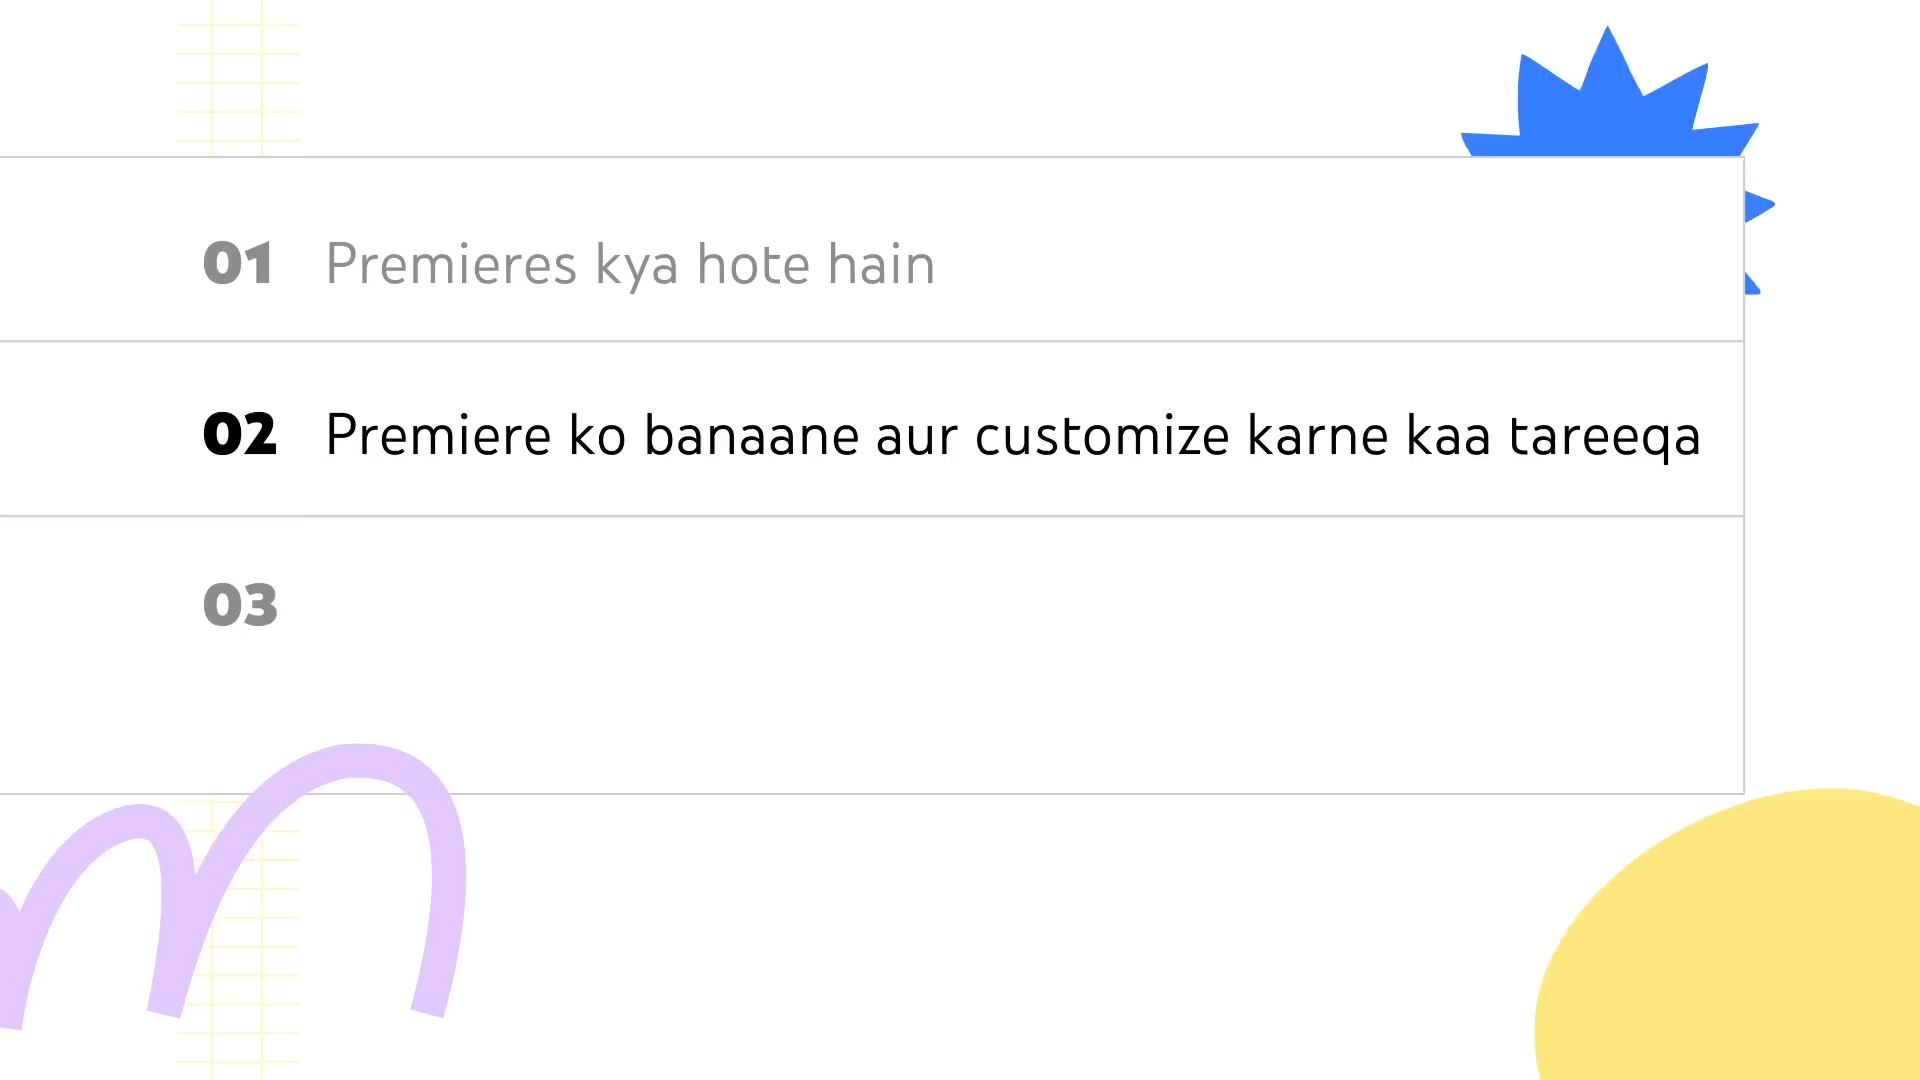 01 Premieres kya hote hain
02 Premiere ko banaane aur customize karne kaa tareeqa
03